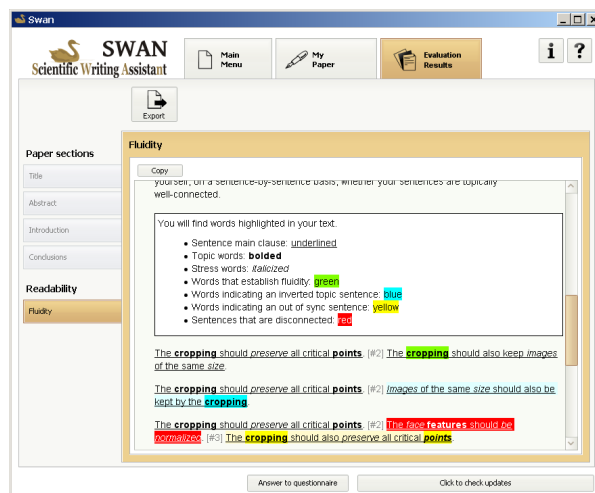 Swan
SWAN
Scientific Writing Assistant
Main
Menu
My
Paper
Evaluation
Results
i ?
Export
Paper sections
Title
Abstract
Introduction
Conclusions
Readability
Fluidity
Fluidity
Copy
yourself, on a sentence-by-sentence basis, whether your sentences are topically
well-connected.
You will find words highlighted in your text.
• Sentence main clause: underlined
• Topic words: bolded
• Stress words: italicized
• Words that establish fluidity: green
• Words indicating an inverted topic sentence: blue
• Words indicating an out of sync sentence: yellow
• Sentences that are disconnected: red
The cropping should preserve all critical points. [#2] The cropping should also keep images
of the same size.
The cropping should preserve all critical points. [#2] Images of the same size should also be
kept by the cropping.
The cropping should preserve all critical points. [#2] The face features should be
normalized. [#3] The cropping should also preserve all critical points.
Answer to questionnaire
Click to check updates